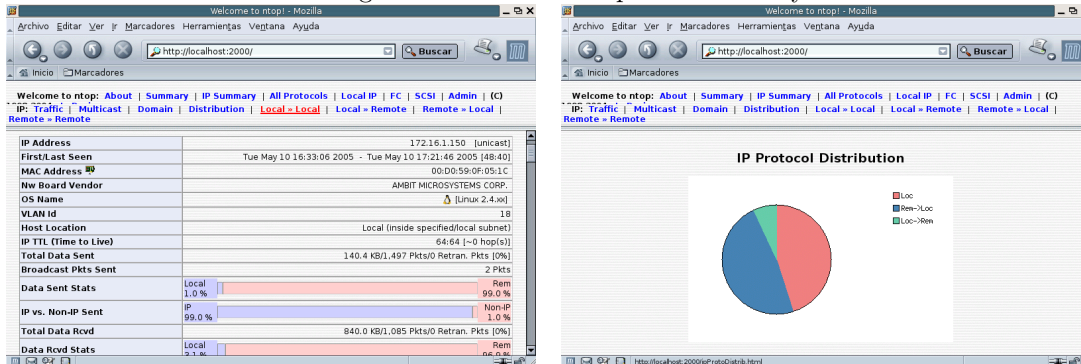 Welcome to ntop! - Mozilla
Archivo Editar Ver Ir Marcadores Herramientas Ventana Ayuda
http://localhost:2000/ Buscar
Inicio Marcadores
Welcome to ntop: About | Summary | IP Summary | All Protocols | Local IP | FC | SCSI | Admin | (C)
IP: Traffic | Multicast | Domain | Distribution | Local » Local | Local » Remote | Remote » Local |
Remote » Remote
IP Address 172.16.1.150 [unicast]
First/Last Seen Tue May 10 16:33:06 2005 - Tue May 10 17:21:46 2005 [48:40]
MAC Address 00:D0:59:0F:05:1C
Nw Board Vendor AMBIT MICROSYSTEMS CORP.
OS Name [Linux 2.4.xx]
VLAN Id 18
Host Location Local (inside specified/local subnet)
IP TTL (Time to Live) 64:64 [~0 hop(s)]
Total Data Sent 140.4 KB/1,497 Pkts/0 Retran. Pkts [0%]
Broadcast Pkts Sent 2 Pkts
Data Sent Stats Local 1.0 % Rem 99.0 %
IP vs. Non-IP Sent IP 99.0 % Non-IP 1.0 %
Total Data Rcvd 840.0 KB/1,085 Pkts/0 Retran. Pkts [0%]
Data Rcvd Stats Local Rem
Welcome to ntop! - Mozilla
Archivo Editar Ver Ir Marcadores Herramientas Ventana Ayuda
http://localhost:2000/ Buscar
Inicio Marcadores
Welcome to ntop: About | Summary | IP Summary | All Protocols | Local IP | FC | SCSI | Admin | (C)
IP: Traffic | Multicast | Domain | Distribution | Local » Local | Local » Remote | Remote » Local |
Remote » Remote
IP Protocol Distribution
Loc
Rem->Loc
Loc->Rem
http://localhost:2000/ipProtoDistrib.html